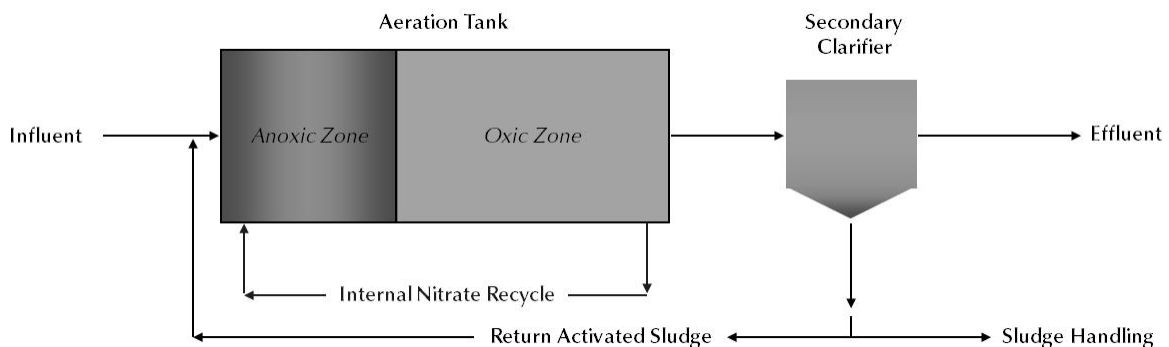 Aeration Tank
Secondary
Clarifier
Influent
Anoxic Zone
Oxic Zone
Effluent
Internal Nitrate Recycle
Return Activated Sludge
Sludge Handling